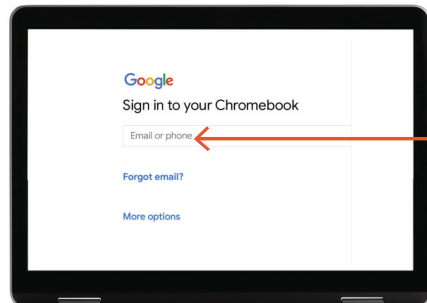 Google
Sign in to your Chromebook
Email or phone
Forgot email?
More options